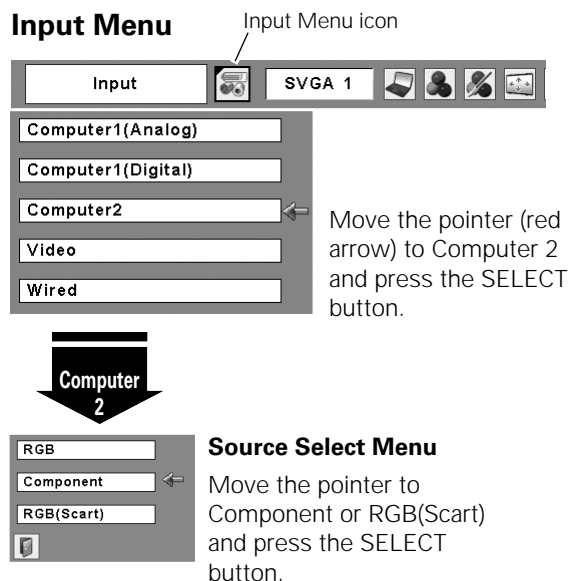 Input Menu
Input Menu icon
Input
SVGA 1
Computer1(Analog)
Computer1(Digital)
Computer2
Video
Wired
Move the pointer (red
arrow) to Computer 2
and press the SELECT
button.
Computer
2
RGB
Component
RGB(Scart)
Source Select Menu
Move the pointer to
Component or RGB(Scart)
and press the SELECT
button.